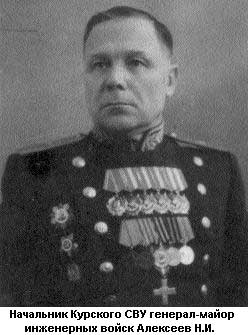 Начальник Курского СВУ генерал-майор
инженерных войск Алексеев Н.И.